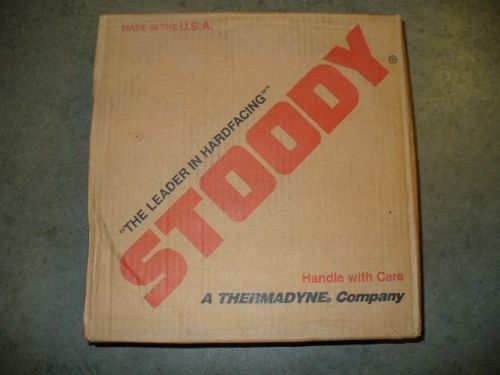 MADE IN THE U.S.A.
"THE LEADER IN HARDFACING"™
STOODY®
Handle with Care
A THERMADYNE® Company